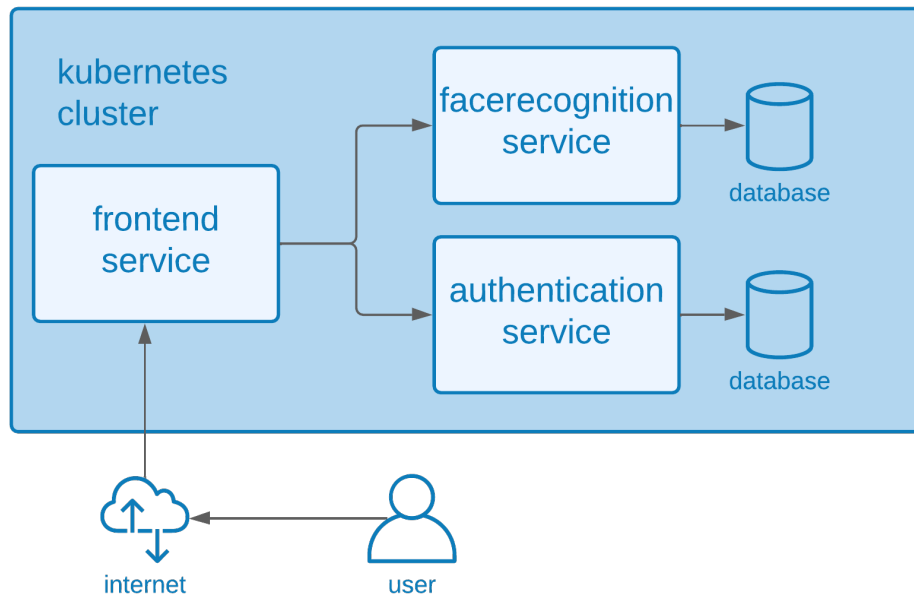 kubernetes
cluster
facerecognition
service
database
frontend
service
authentication
service
database
internet
user